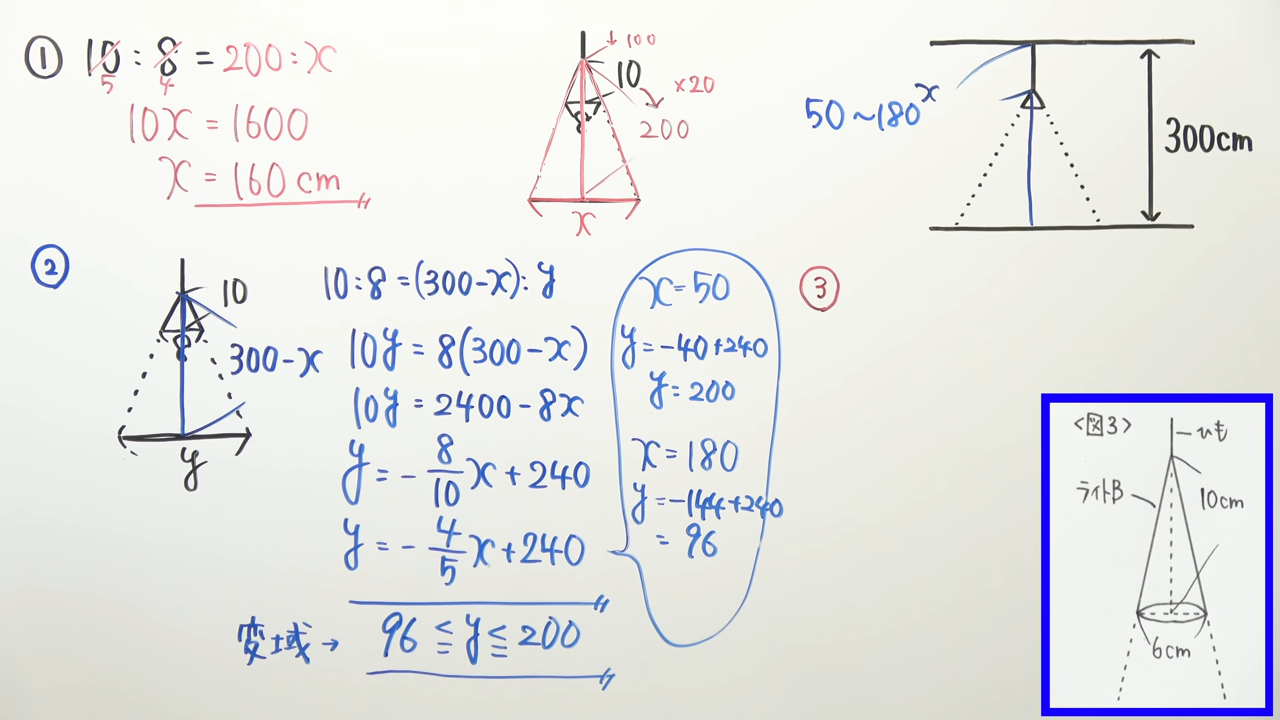 ① 10 : 8 = 200 : x
5 4
10x = 1600
x = 160 cm
↓ 100
10
×20
200
8
x
50～180
x
300cm
②
10
8
300-x
y
10:8=(300-x):y
10y = 8(300-x)
10y = 2400-8x
y = -8/10x+240
y = -4/5x+240
変域→ 96 ≦ y ≦ 200
x=50
y=-40+240
y=200
x=180
y=-144+240
= 96
③
<図3>
ひも
ライトB
10cm
6cm